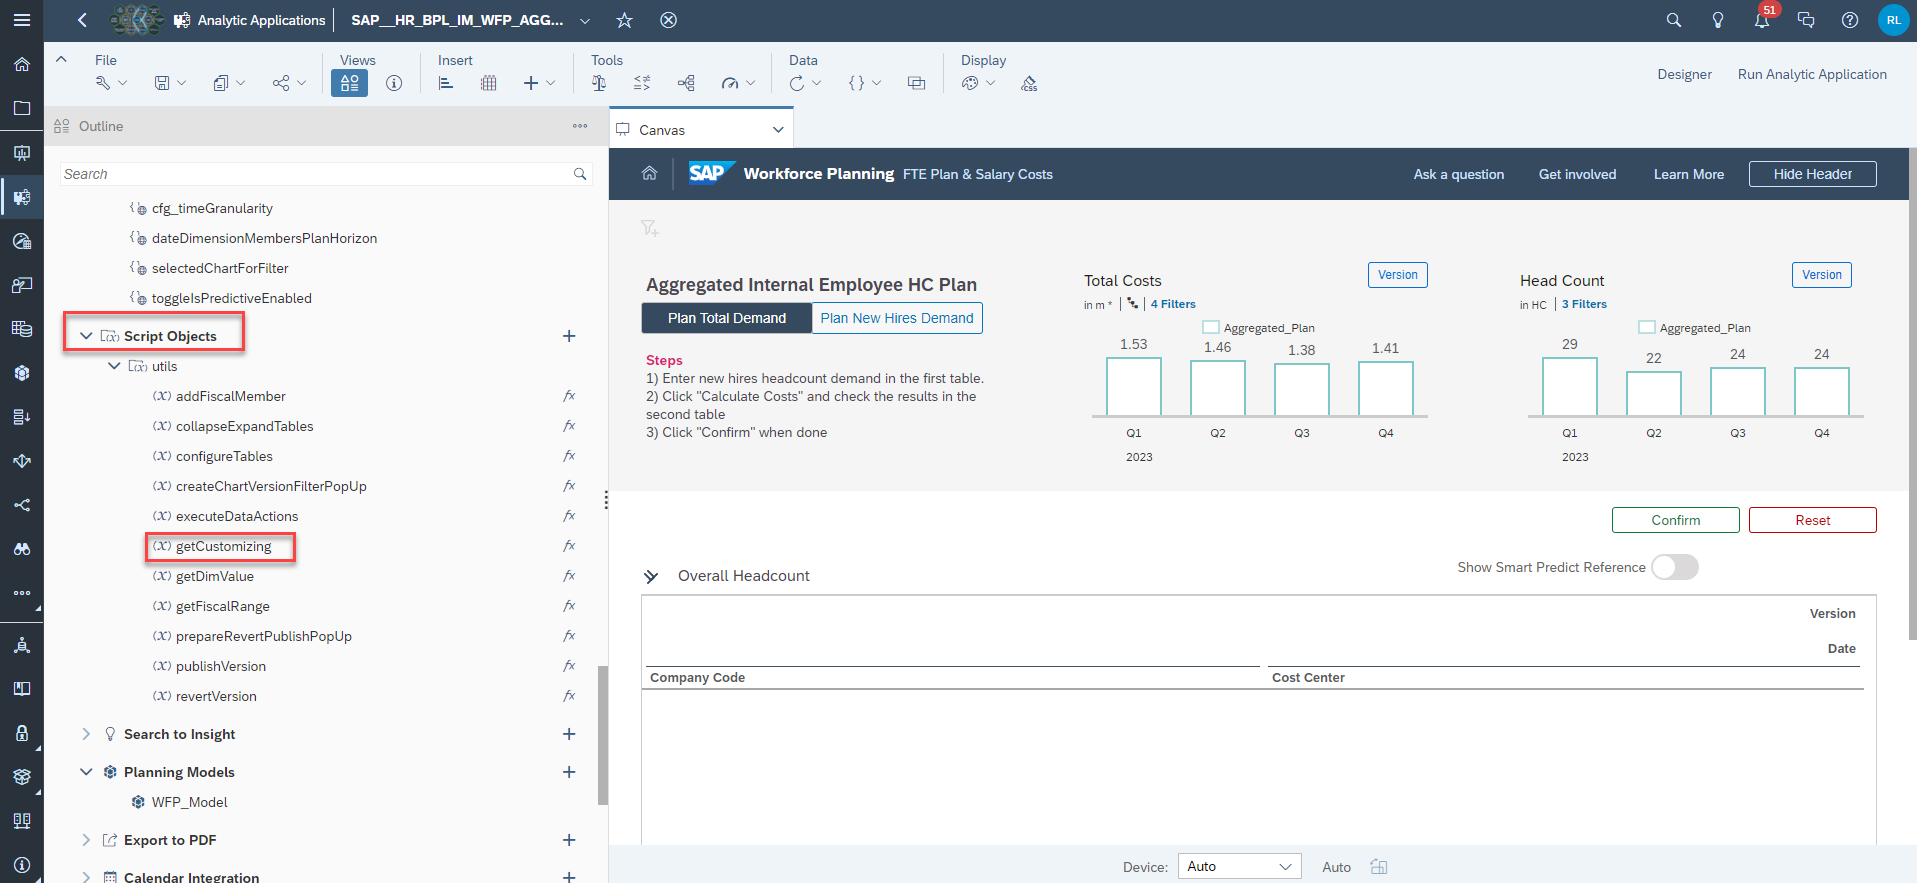 Analytic Applications
SAP__HR_BPL_IM_WFP_AGG...
51
RL
File
Views
Insert
Tools
Data
Display
CSS
Designer
Run Analytic Application
Outline
Search
cfg_timeGranularity
dateDimensionMembersPlanHorizon
selectedChartForFilter
toggleIsPredictiveEnabled
Script Objects
utils
addFiscalMember
collapseExpandTables
configureTables
createChartVersionFilterPopUp
executeDataActions
getCustomizing
getDimValue
getFiscalRange
prepareRevertPublishPopUp
publishVersion
revertVersion
Search to Insight
Planning Models
WFP_Model
Export to PDF
Calendar Integration
Canvas
SAP Workforce Planning FTE Plan & Salary Costs
Ask a question
Get involved
Learn More
Hide Header
Aggregated Internal Employee HC Plan
Plan Total Demand
Plan New Hires Demand
Steps
1) Enter new hires headcount demand in the first table.
2) Click "Calculate Costs" and check the results in the
second table
3) Click "Confirm" when done
Total Costs
Version
in m *
4 Filters
Aggregated_Plan
1.53
1.46
1.38
1.41
Q1
Q2
Q3
Q4
2023
Head Count
Version
in HC
3 Filters
Aggregated_Plan
29
22
24
24
Q1
Q2
Q3
Q4
2023
Confirm
Reset
Overall Headcount
Show Smart Predict Reference
Version
Date
Company Code
Cost Center
Device:
Auto
Auto